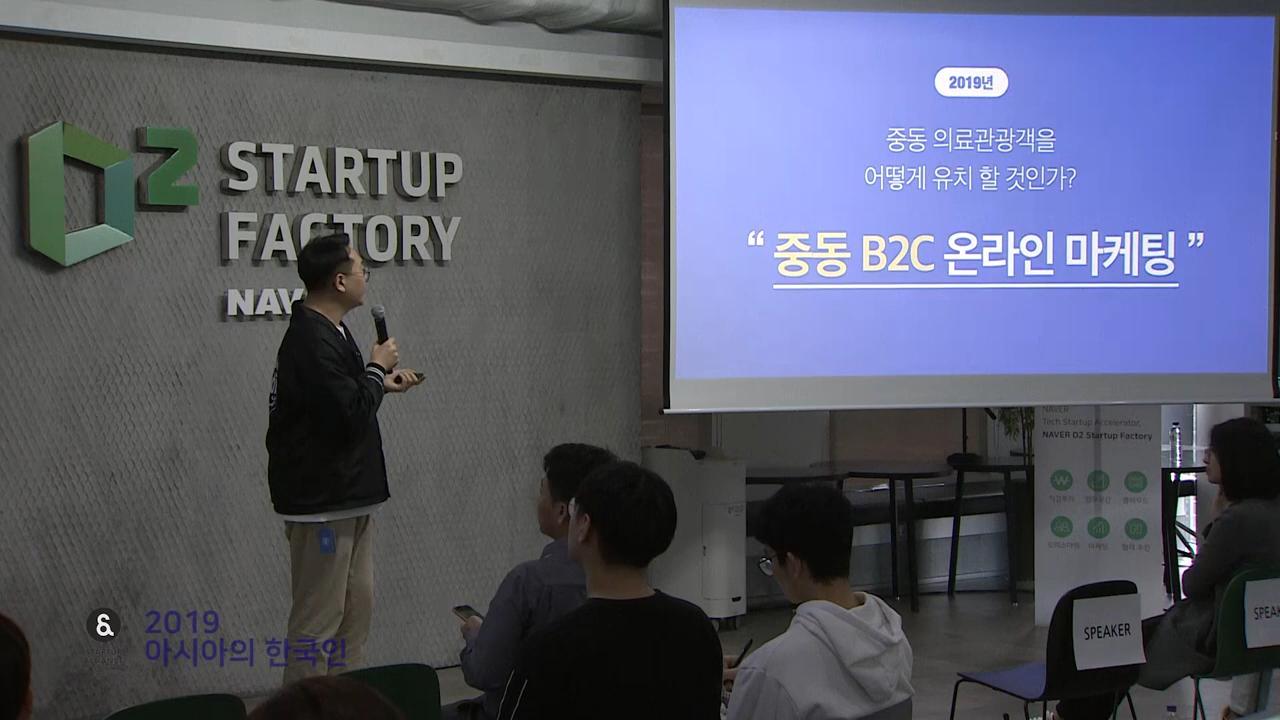 D2 STARTUP
FACTORY
NAV
2019년
중동 의료관광객을
어떻게 유치 할 것인가?
“ 중동 B2C 온라인 마케팅 ”
NAVER
Tech Startup Accelerator,
NAVER D2 Startup Factory
SPEAKER
SPEA
&
2019
아시아의 한국인